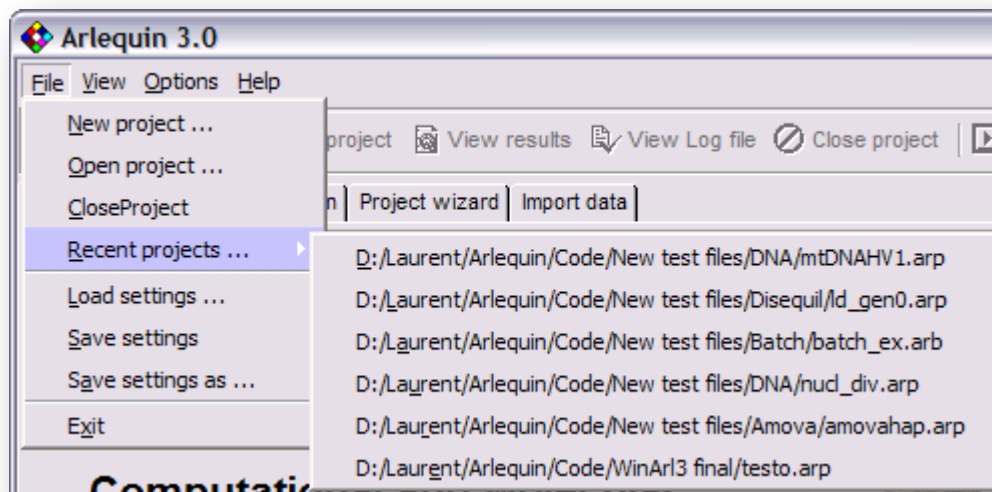 Arlequin 3.0
File View Options Help
New project ...
project View results View Log file Close project
Open project ...
CloseProject
n Project wizard Import data
Recent projects ...
D:/Laurent/Arlequin/Code/New test files/DNA/mtDNAHV1.arp
Load settings ...
D:/Laurent/Arlequin/Code/New test files/Disequil/ld_gen0.arp
Save settings
D:/Laurent/Arlequin/Code/New test files/Batch/batch_ex.arb
Save settings as ...
D:/Laurent/Arlequin/Code/New test files/DNA/nucl_div.arp
Exit
D:/Laurent/Arlequin/Code/New test files/Amova/amovahap.arp
D:/Laurent/Arlequin/Code/WinArl3 final/testo.arp